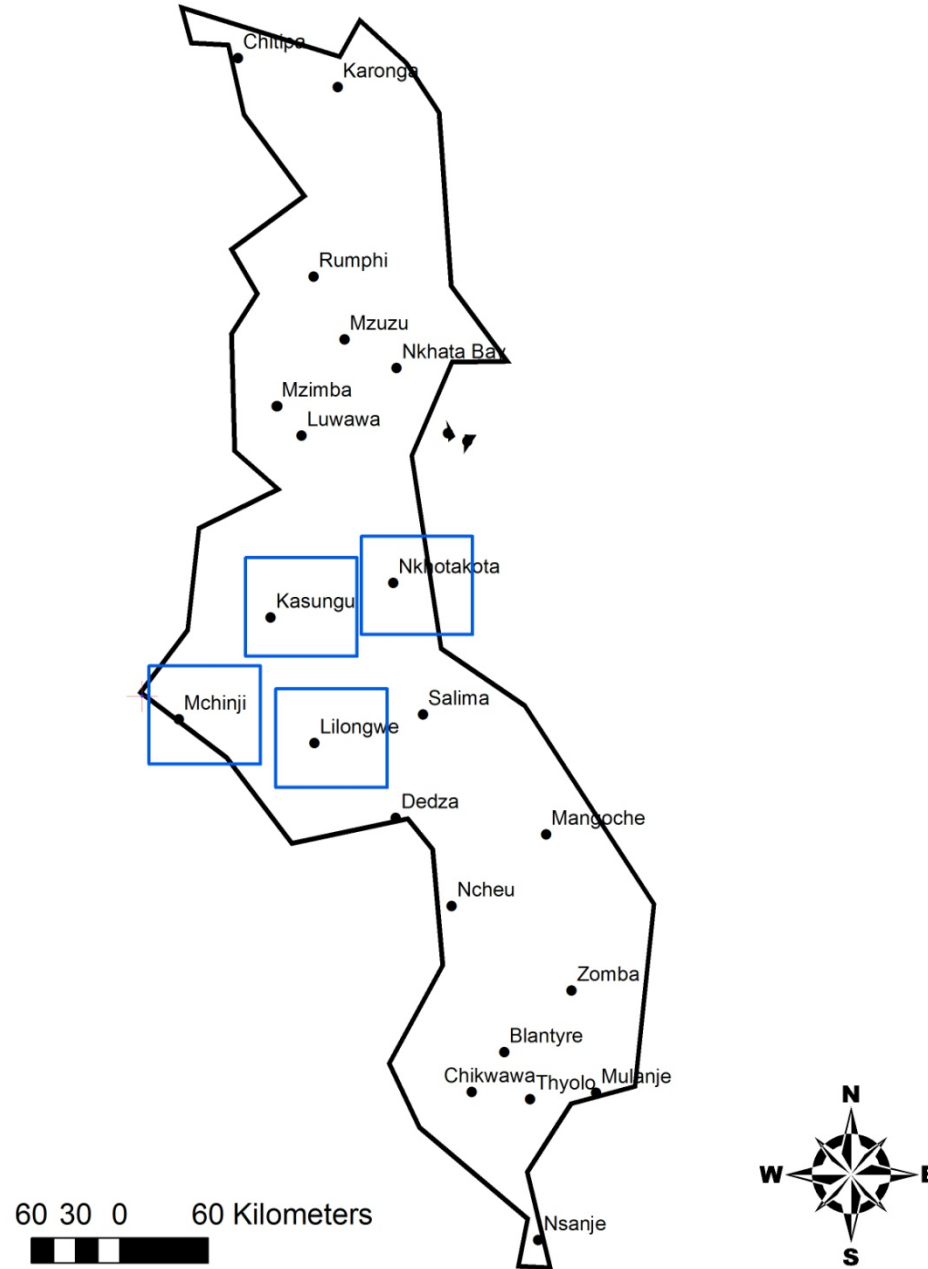 Chitipa
Karonga
Rumphi
Mzuzu
Nkhata Bay
Mzimba
Luwawa
Nkhotakota
Kasungu
Mchinji
Salima
Lilongwe
Dedza
Mangoche
Ncheu
Zomba
Blantyre
Chikwawa
Thyolo
Mulanje
N
W
E
S
60 30 0 60 Kilometers
Nsanje